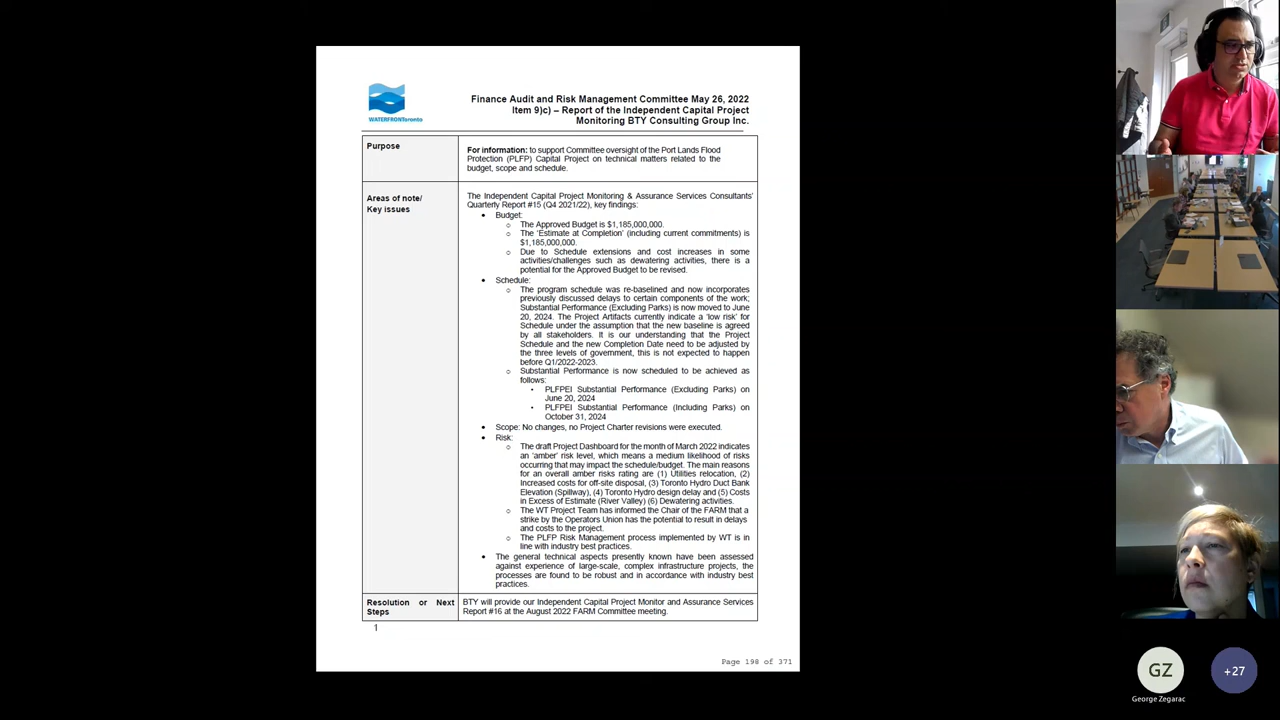 WATERFRONToronto
Finance Audit and Risk Management Committee May 26, 2022
Item 9)c) – Report of the Independent Capital Project
Monitoring BTY Consulting Group Inc.
Purpose
For information: to support Committee oversight of the Port Lands Flood
Protection (PLFP) Capital Project on technical matters related to the
budget, scope and schedule.
Areas of note/
Key issues
The Independent Capital Project Monitoring & Assurance Services Consultants'
Quarterly Report #15 (Q4 2021/22), key findings:
• Budget:
o The Approved Budget is $1,185,000,000.
o The 'Estimate at Completion' (including current commitments) is
$1,185,000,000.
o Due to Schedule extensions and cost increases in some
activities/challenges such as dewatering activities, there is a
potential for the Approved Budget to be revised.
• Schedule:
o The program schedule was re-baselined and now incorporates
previously discussed delays to certain components of the work;
Substantial Performance (Excluding Parks) is now moved to June
20, 2024. The Project Artifacts currently indicate a 'low risk' for
Schedule under the assumption that the new baseline is agreed
by all stakeholders. It is our understanding that the Project
Schedule and the new Completion Date need to be adjusted by
the three levels of government, this is not expected to happen
before Q1/2022-2023.
o Substantial Performance is now scheduled to be achieved as
follows:
• PLFPEI Substantial Performance (Excluding Parks) on
June 20, 2024
• PLFPEI Substantial Performance (Including Parks) on
October 31, 2024
• Scope: No changes, no Project Charter revisions were executed.
• Risk:
o The draft Project Dashboard for the month of March 2022 indicates
an 'amber' risk level, which means a medium likelihood of risks
occurring that may impact the schedule/budget. The main reasons
for an overall amber risks rating are (1) Utilities relocation, (2)
Increased costs for off-site disposal, (3) Toronto Hydro Duct Bank
Elevation (Spillway), (4) Toronto Hydro design delay and (5) Costs
in Excess of Estimate (River Valley) (6) Dewatering activities.
o The WT Project Team has informed the Chair of the FARM that a
strike by the Operators Union has the potential to result in delays
and costs to the project.
o The PLFP Risk Management process implemented by WT is in
line with industry best practices.
• The general technical aspects presently known have been assessed
against experience of large-scale, complex infrastructure projects, the
processes are found to be robust and in accordance with industry best
practices.
Resolution or Next
Steps
BTY will provide our Independent Capital Project Monitor and Assurance Services
Report #16 at the August 2022 FARM Committee meeting.
1
Page 198 of 371
GZ
+27
George Zegarac